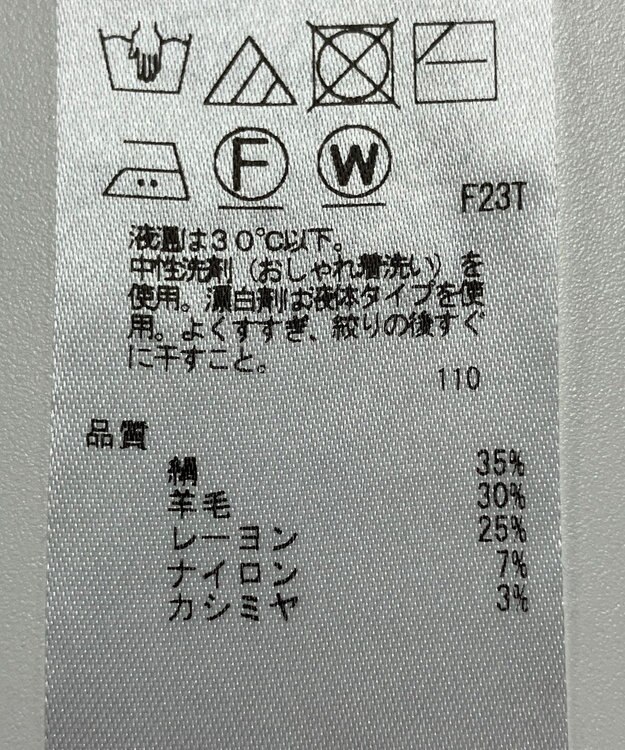 F W
F23T
液温は30℃以下。
中性洗剤（おしゃれ着洗い）を
使用。漂白剤は液体タイプを使
用。よくすすぎ、絞りの後すぐ
に干すこと。
110
品質
絹 35%
羊毛 30%
レーヨン 25%
ナイロン 7%
カシミヤ 3%